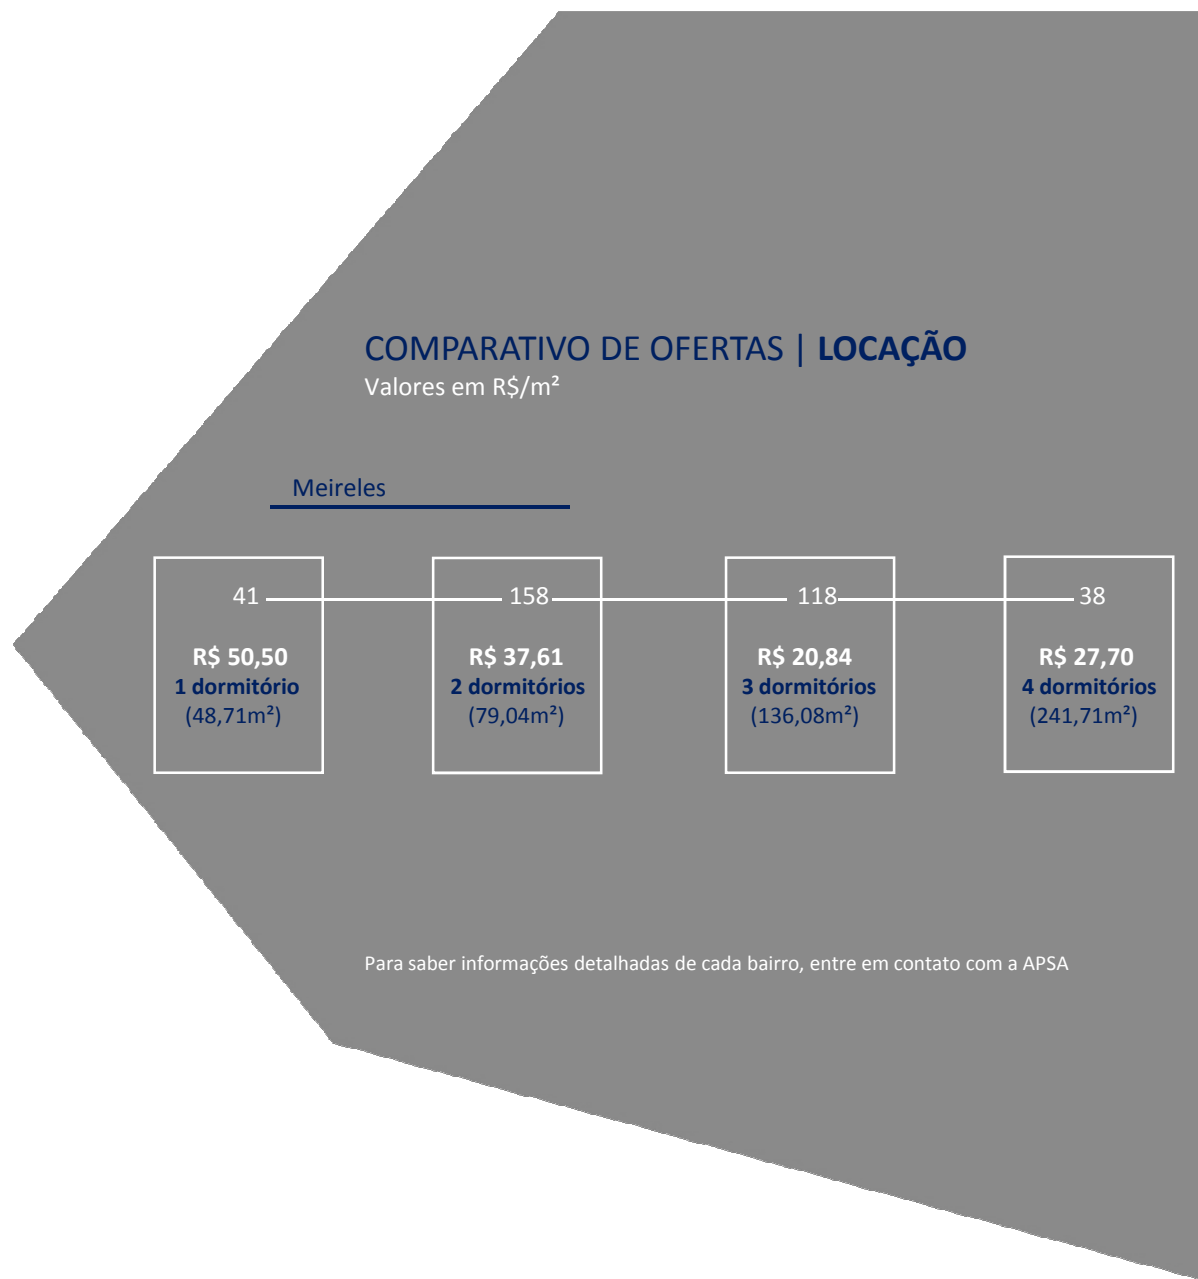 COMPARATIVO DE OFERTAS | LOCAÇÃO
Valores em R$/m²
Meireles
41
R$ 50,50
1 dormitório
(48,71m²)
158
R$ 37,61
2 dormitórios
(79,04m²)
118
R$ 20,84
3 dormitórios
(136,08m²)
38
R$ 27,70
4 dormitórios
(241,71m²)
Para saber informações detalhadas de cada bairro, entre em contato com a APSA